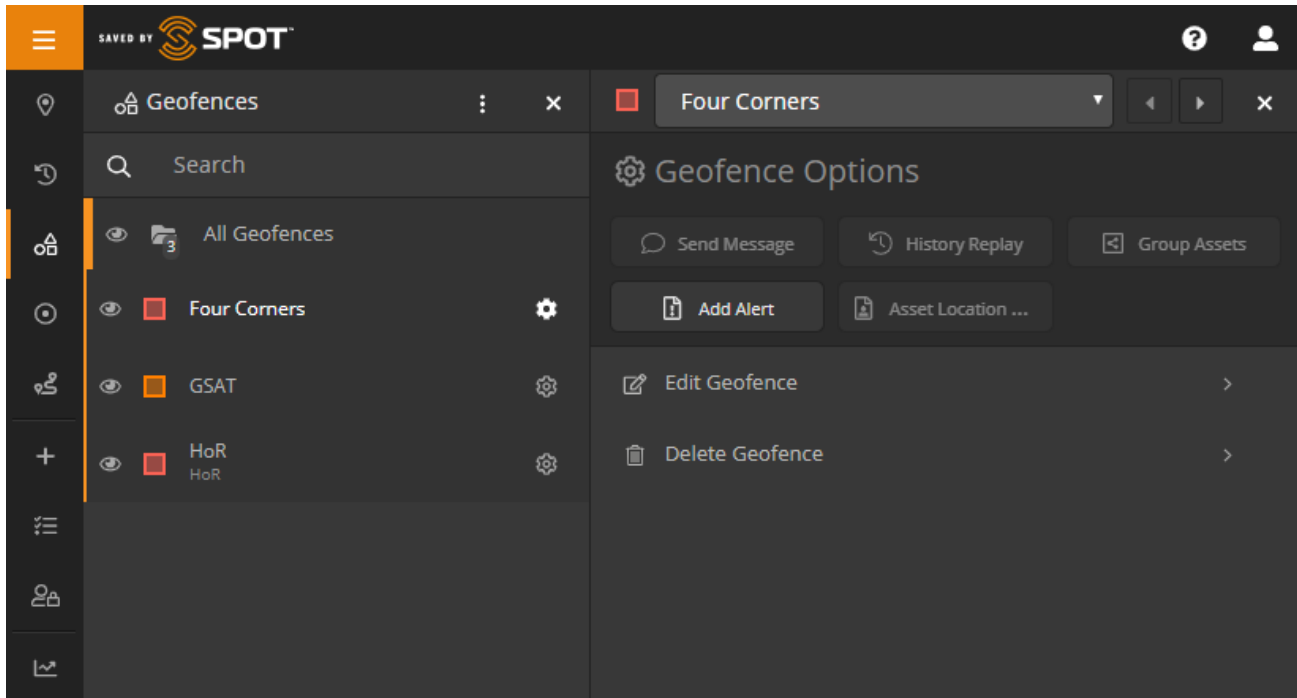 SAVED BY SPOT™
Geofences
Four Corners
Search
All Geofences
3
Four Corners
GSAT
HoR
HoR
Geofence Options
Send Message
History Replay
Group Assets
Add Alert
Asset Location ...
Edit Geofence
Delete Geofence